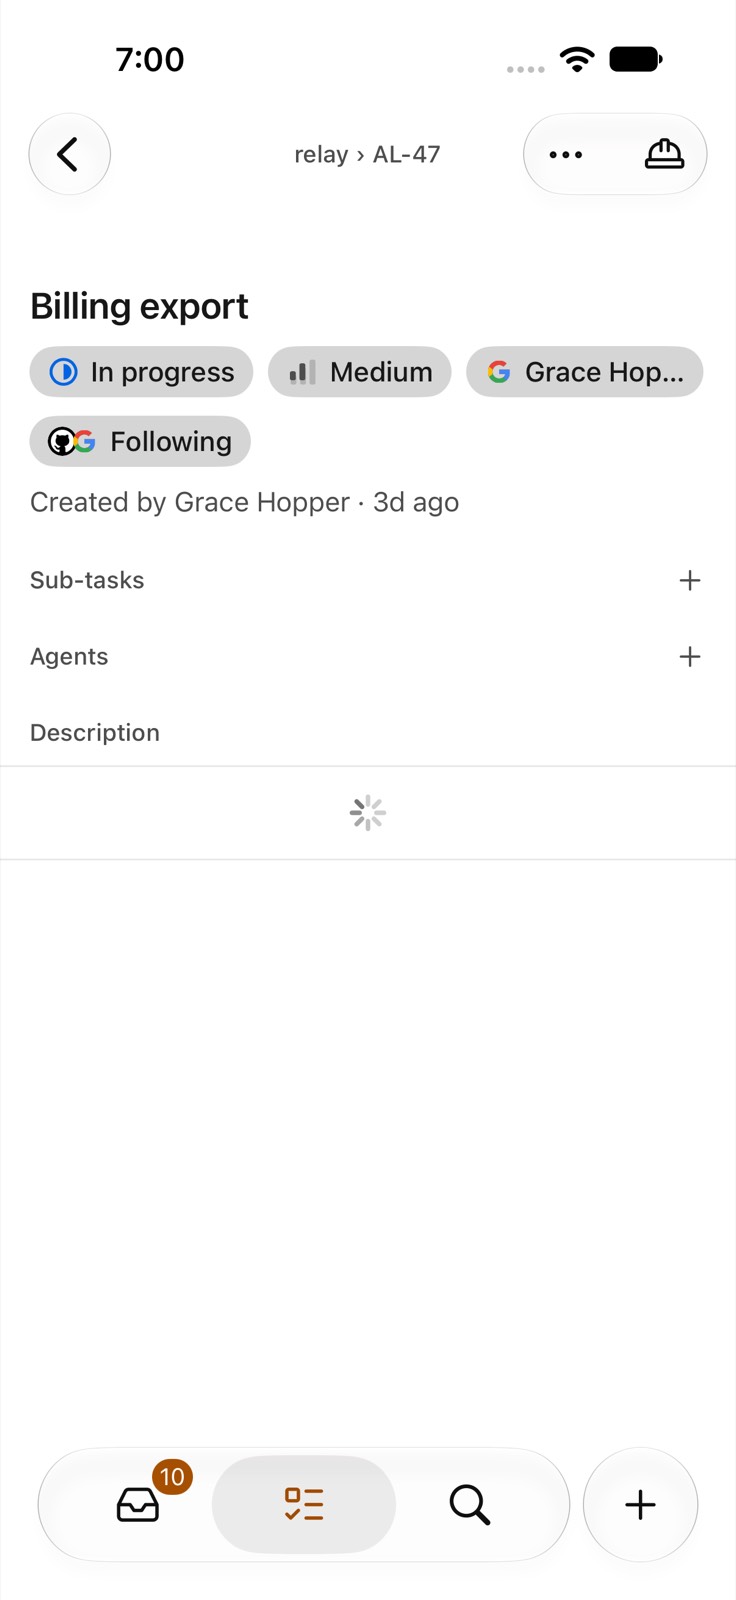 7:00
relay › AL-47
Billing export
In progress
Medium
Grace Hop...
Following
Created by Grace Hopper · 3d ago
Sub-tasks
Agents
Description
10